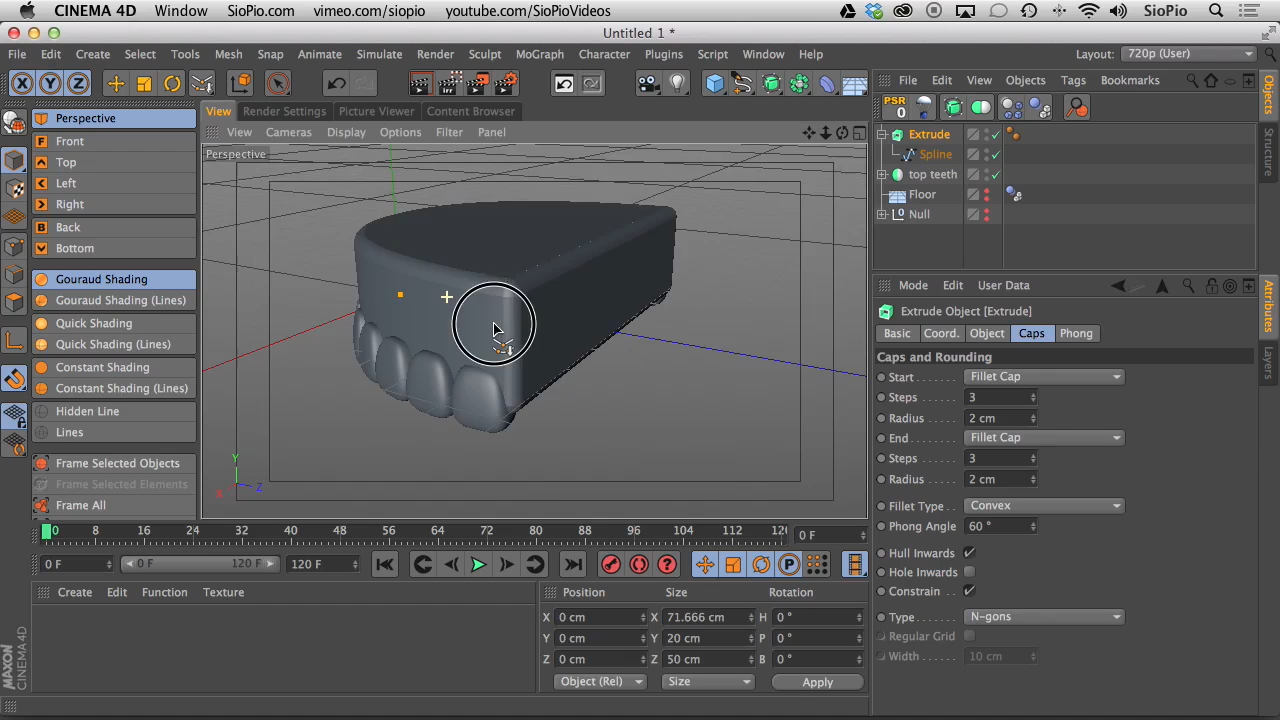 CINEMA 4D Window SioPio.com vimeo.com/siopio youtube.com/SioPioVideos SioPio
Untitled 1 *
File Edit Create Select Tools Mesh Snap Animate Simulate Render Sculpt MoGraph Character Plugins Script Window Help Layout: 720p (User)
X Y Z
View Render Settings Picture Viewer Content Browser
View Cameras Display Options Filter Panel
Perspective
Perspective
F Front
T Top
L Left
R Right
B Back
Bottom
Gouraud Shading
Gouraud Shading (Lines)
Quick Shading
Quick Shading (Lines)
Constant Shading
Constant Shading (Lines)
Hidden Line
Lines
Frame Selected Objects
Frame Selected Elements
Frame All
Y
X Z
0 8 16 24 32 40 48 56 64 72 80 88 96 104 112 12 0 F
0 F 0 F 120 F 120 F
P
Create Edit Function Texture
Position Size Rotation
X 0 cm X 71.666 cm H 0 °
Y 0 cm Y 20 cm P 0 °
Z 0 cm Z 50 cm B 0 °
Object (Rel) Size Apply
MAXON
CINEMA 4D
File Edit View Objects Tags Bookmarks
PSR
0
Extrude
Spline
top teeth
Floor
Null
Objects
Structure
Mode Edit User Data
Extrude Object [Extrude]
Basic Coord. Object Caps Phong
Caps and Rounding
Start Fillet Cap
Steps 3
Radius 2 cm
End Fillet Cap
Steps 3
Radius 2 cm
Fillet Type Convex
Phong Angle 60 °
Hull Inwards
Hole Inwards
Constrain
Type N-gons
Regular Grid
Width 10 cm
Attributes
Layers